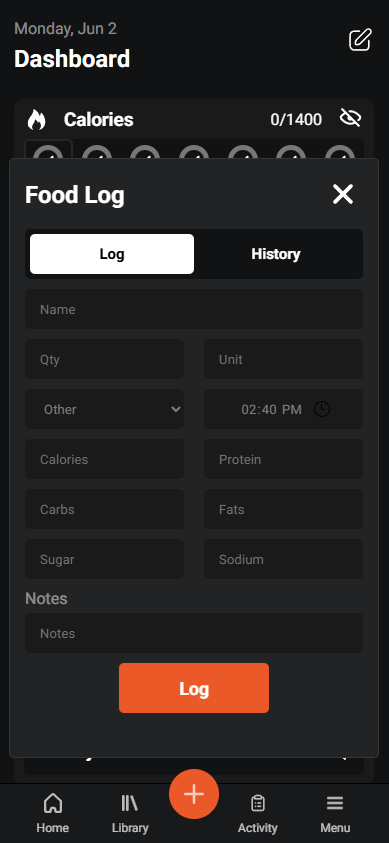 Monday, Jun 2
Dashboard
Calories 0/1400
Food Log
Log History
Name
Qty Unit
Other 02:40 PM
Calories Protein
Carbs Fats
Sugar Sodium
Notes
Notes
Log
Home Library Activity Menu